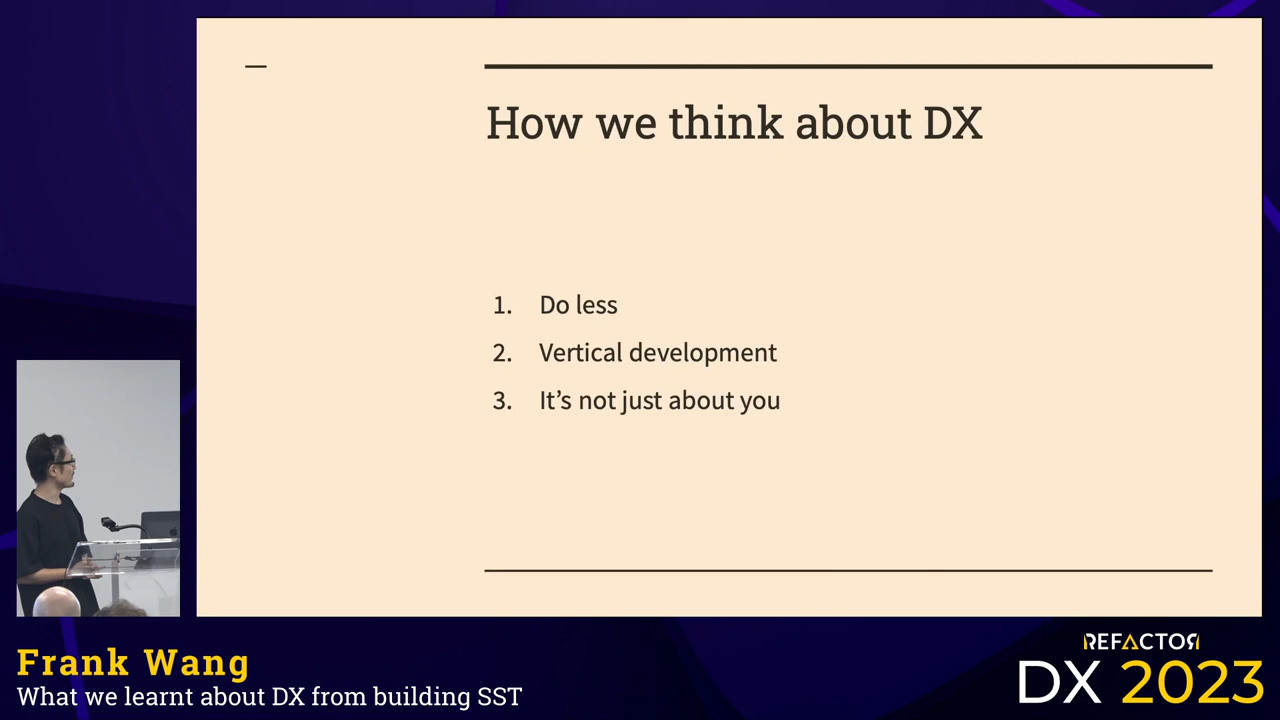 How we think about DX
1. Do less
2. Vertical development
3. It’s not just about you
Frank Wang
What we learnt about DX from building SST
REFACTOR
DX 2023